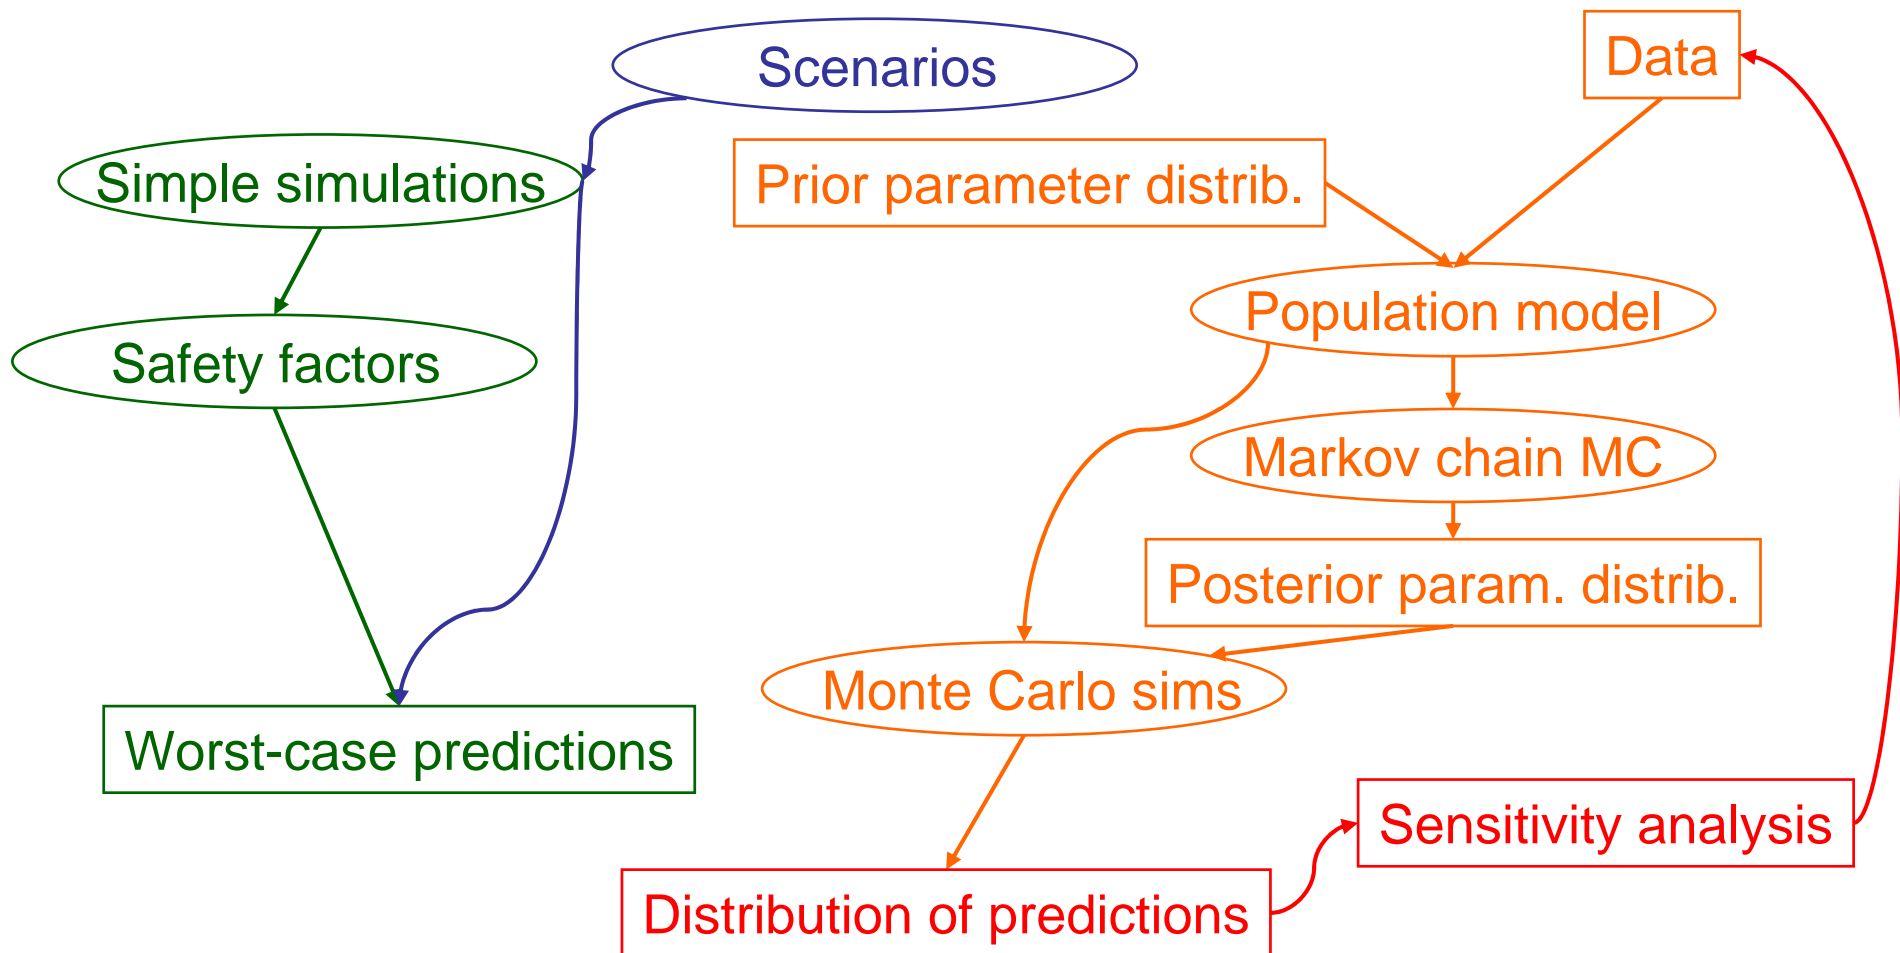 Scenarios
Data
Simple simulations
Prior parameter distrib.
Population model
Safety factors
Markov chain MC
Posterior param. distrib.
Monte Carlo sims
Worst-case predictions
Sensitivity analysis
Distribution of predictions